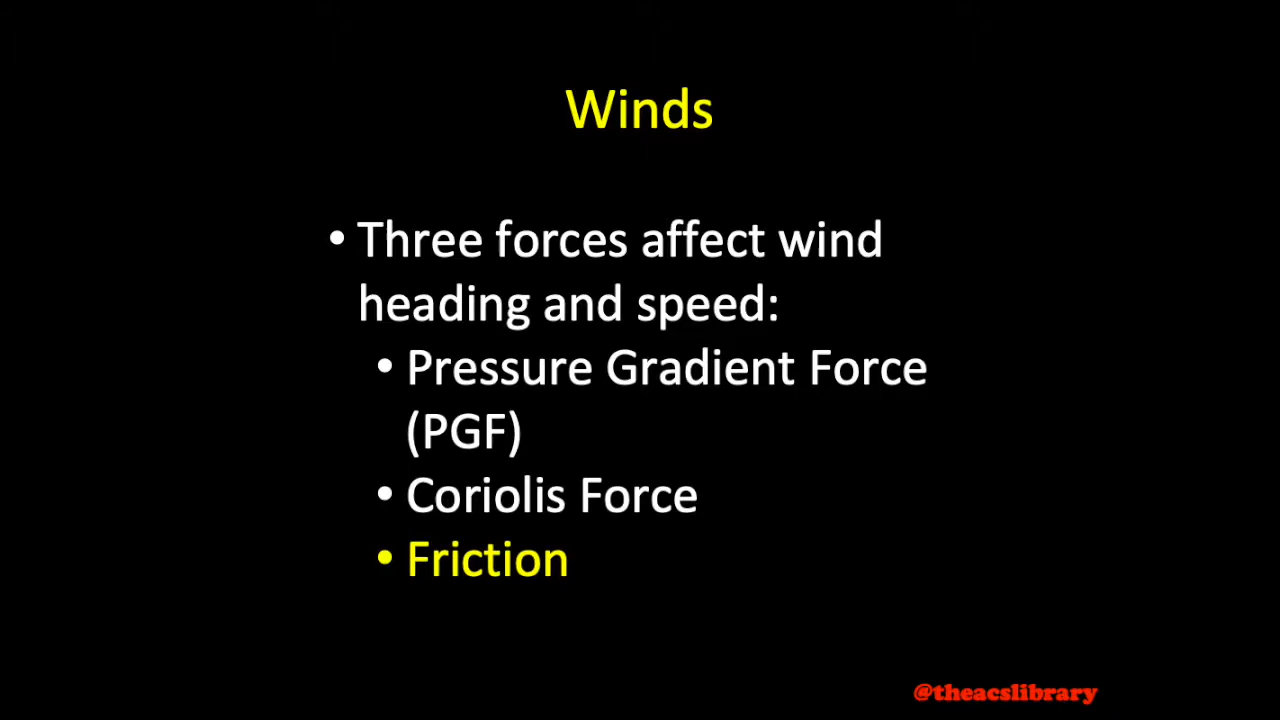 Winds
• Three forces affect wind
heading and speed:
• Pressure Gradient Force
(PGF)
• Coriolis Force
• Friction
@theacslibrary